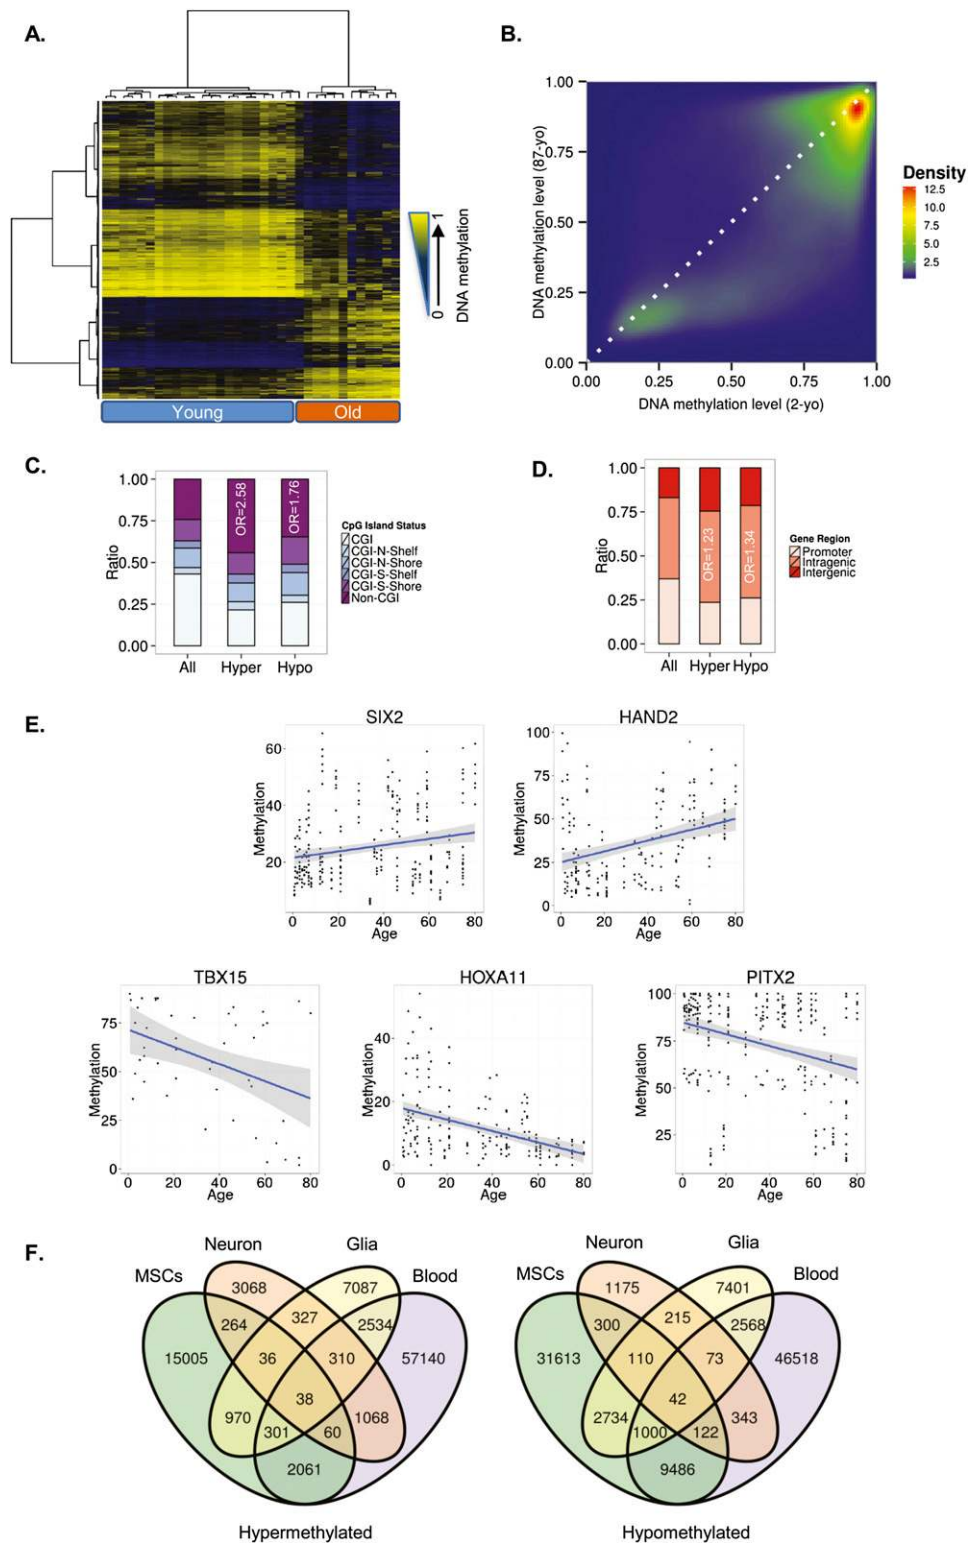 A.
DNA methylation
0
1
Young
Old
B.
DNA methylation level (87-yo)
1.00
0.75
0.50
0.25
0.00
0.00
0.25
0.50
0.75
1.00
DNA methylation level (2-yo)
Density
12.5
10.0
7.5
5.0
2.5
C.
Ratio
1.00
0.75
0.50
0.25
0.00
OR=2.58
OR=1.76
All
Hyper
Hypo
CpG Island Status
CGI
CGI-N-Shelf
CGI-N-Shore
CGI-S-Shelf
CGI-S-Shore
Non-CGI
D.
Ratio
1.00
0.75
0.50
0.25
0.00
OR=1.23
OR=1.34
All
Hyper
Hypo
Gene Region
Promoter
Intragenic
Intergenic
E.
SIX2
Methylation
60
40
20
0
20
40
60
80
Age
HAND2
Methylation
100
75
50
25
0
0
20
40
60
80
Age
TBX15
Methylation
75
50
25
0
0
20
40
60
80
Age
HOXA11
Methylation
40
20
0
0
20
40
60
80
Age
PITX2
Methylation
100
75
50
25
0
20
40
60
80
Age
F.
Neuron
Glia
MSCs
Blood
3068
7087
264
327
2534
15005
36
310
57140
38
970
301
60
1068
2061
Hypermethylated
Neuron
Glia
MSCs
Blood
1175
7401
300
215
2568
31613
110
73
46518
42
2734
1000
122
343
9486
Hypomethylated